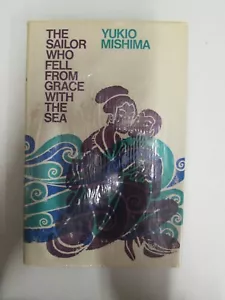 THE
SAILOR
WHO
FELL
FROM
GRACE
WITH
THE
SEA
YUKIO
MISHIMA